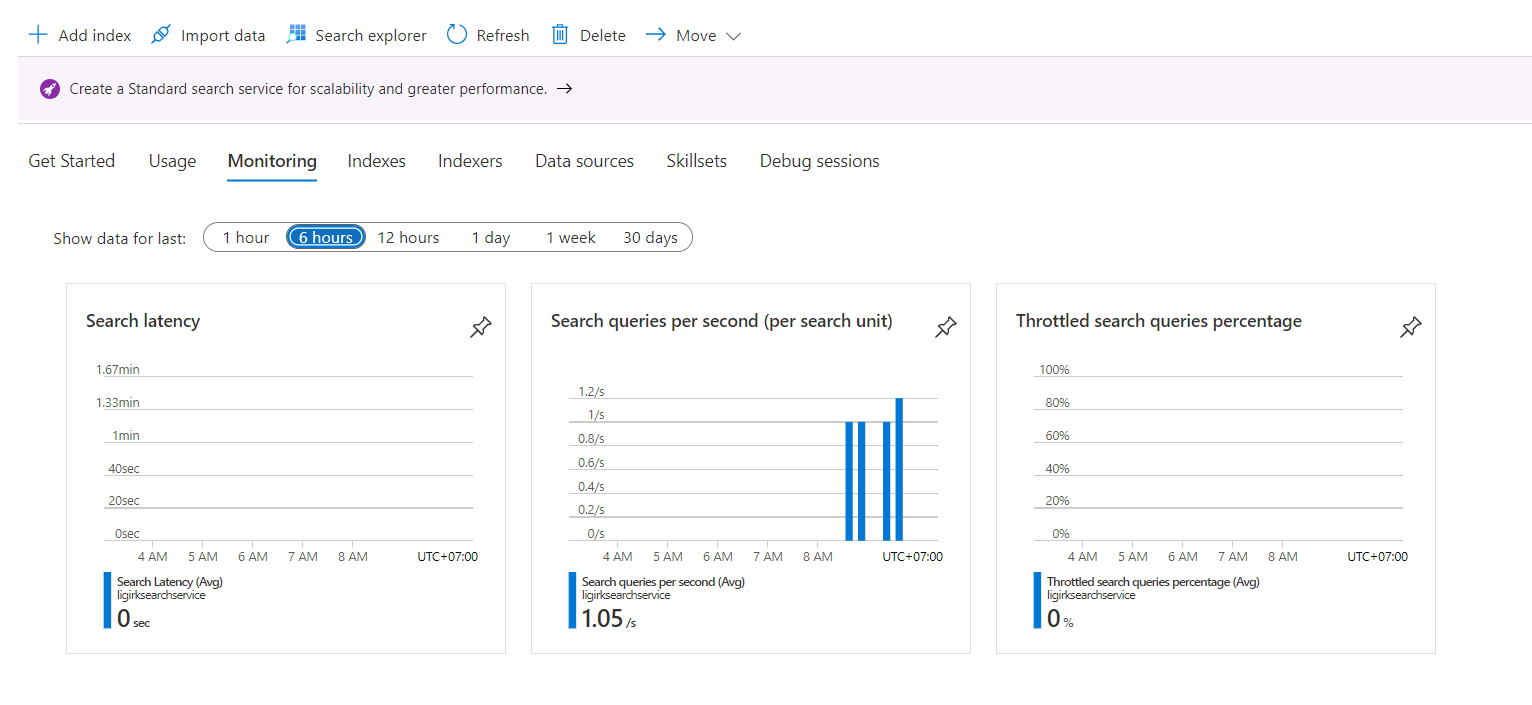 Add index Import data Search explorer Refresh Delete Move
Create a Standard search service for scalability and greater performance. →
Get Started Usage Monitoring Indexes Indexers Data sources Skillsets Debug sessions
Show data for last: 1 hour 6 hours 12 hours 1 day 1 week 30 days
Search latency
1.67min
1.33min
1min
40sec
20sec
0sec
4 AM 5 AM 6 AM 7 AM 8 AM UTC+07:00
Search Latency (Avg)
ligirksearchservice
0 sec
Search queries per second (per search unit)
1.2/s
1/s
0.8/s
0.6/s
0.4/s
0.2/s
0/s
4 AM 5 AM 6 AM 7 AM 8 AM UTC+07:00
Search queries per second (Avg)
ligirksearchservice
1.05 /s
Throttled search queries percentage
100%
80%
60%
40%
20%
0%
4 AM 5 AM 6 AM 7 AM 8 AM UTC+07:00
Throttled search queries percentage (Avg)
ligirksearchservice
0 %